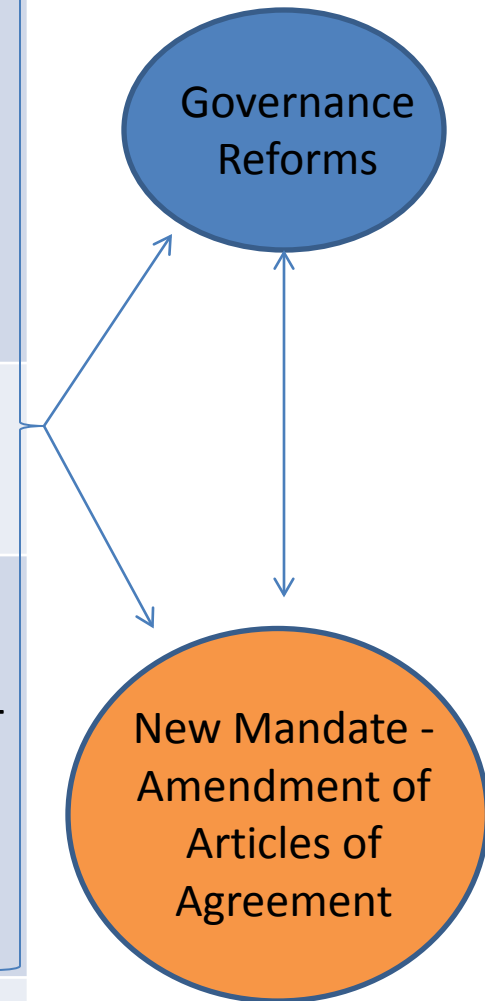 Governance
Reforms
New Mandate -
Amendment of
Articles of
Agreement